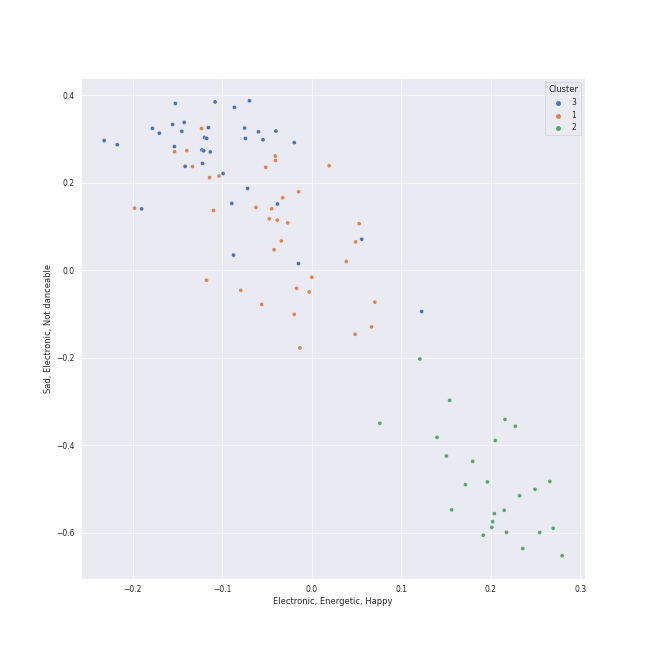 Cluster
3
1
2
0.4
0.2
0.0
−0.2
−0.4
−0.6
Sad, Electronic, Not danceable
−0.2 −0.1 0.0 0.1 0.2 0.3
Electronic, Energetic, Happy